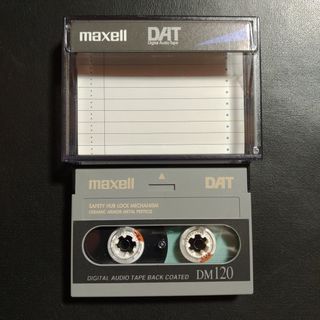 maxell DAT
Digital Audio Tape
maxell DAT
SAFETY HUB LOCK MECHANISM
CERAMIC ARMOR METAL PARTICLE
DIGITAL AUDIO TAPE BACK COATED DM120